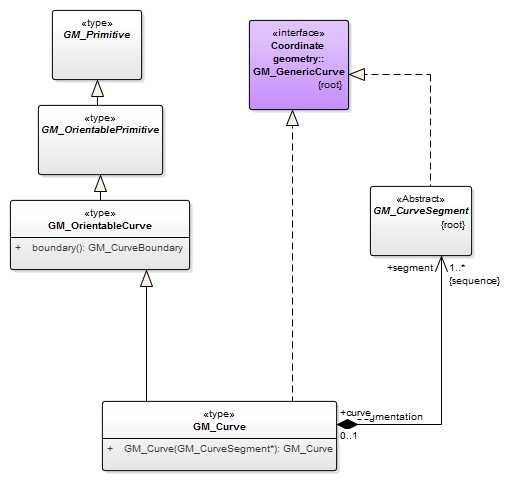 «type»
GM_Primitive
«interface»
Coordinate
geometry::
GM_GenericCurve
{root}
«type»
GM_OrientablePrimitive
«Abstract»
GM_CurveSegment
{root}
«type»
GM_OrientableCurve
+ boundary(): GM_CurveBoundary
+segment 1..*
{sequence}
«type»
GM_Curve
+ GM_Curve(GM_CurveSegment*): GM_Curve
+curve
0..1